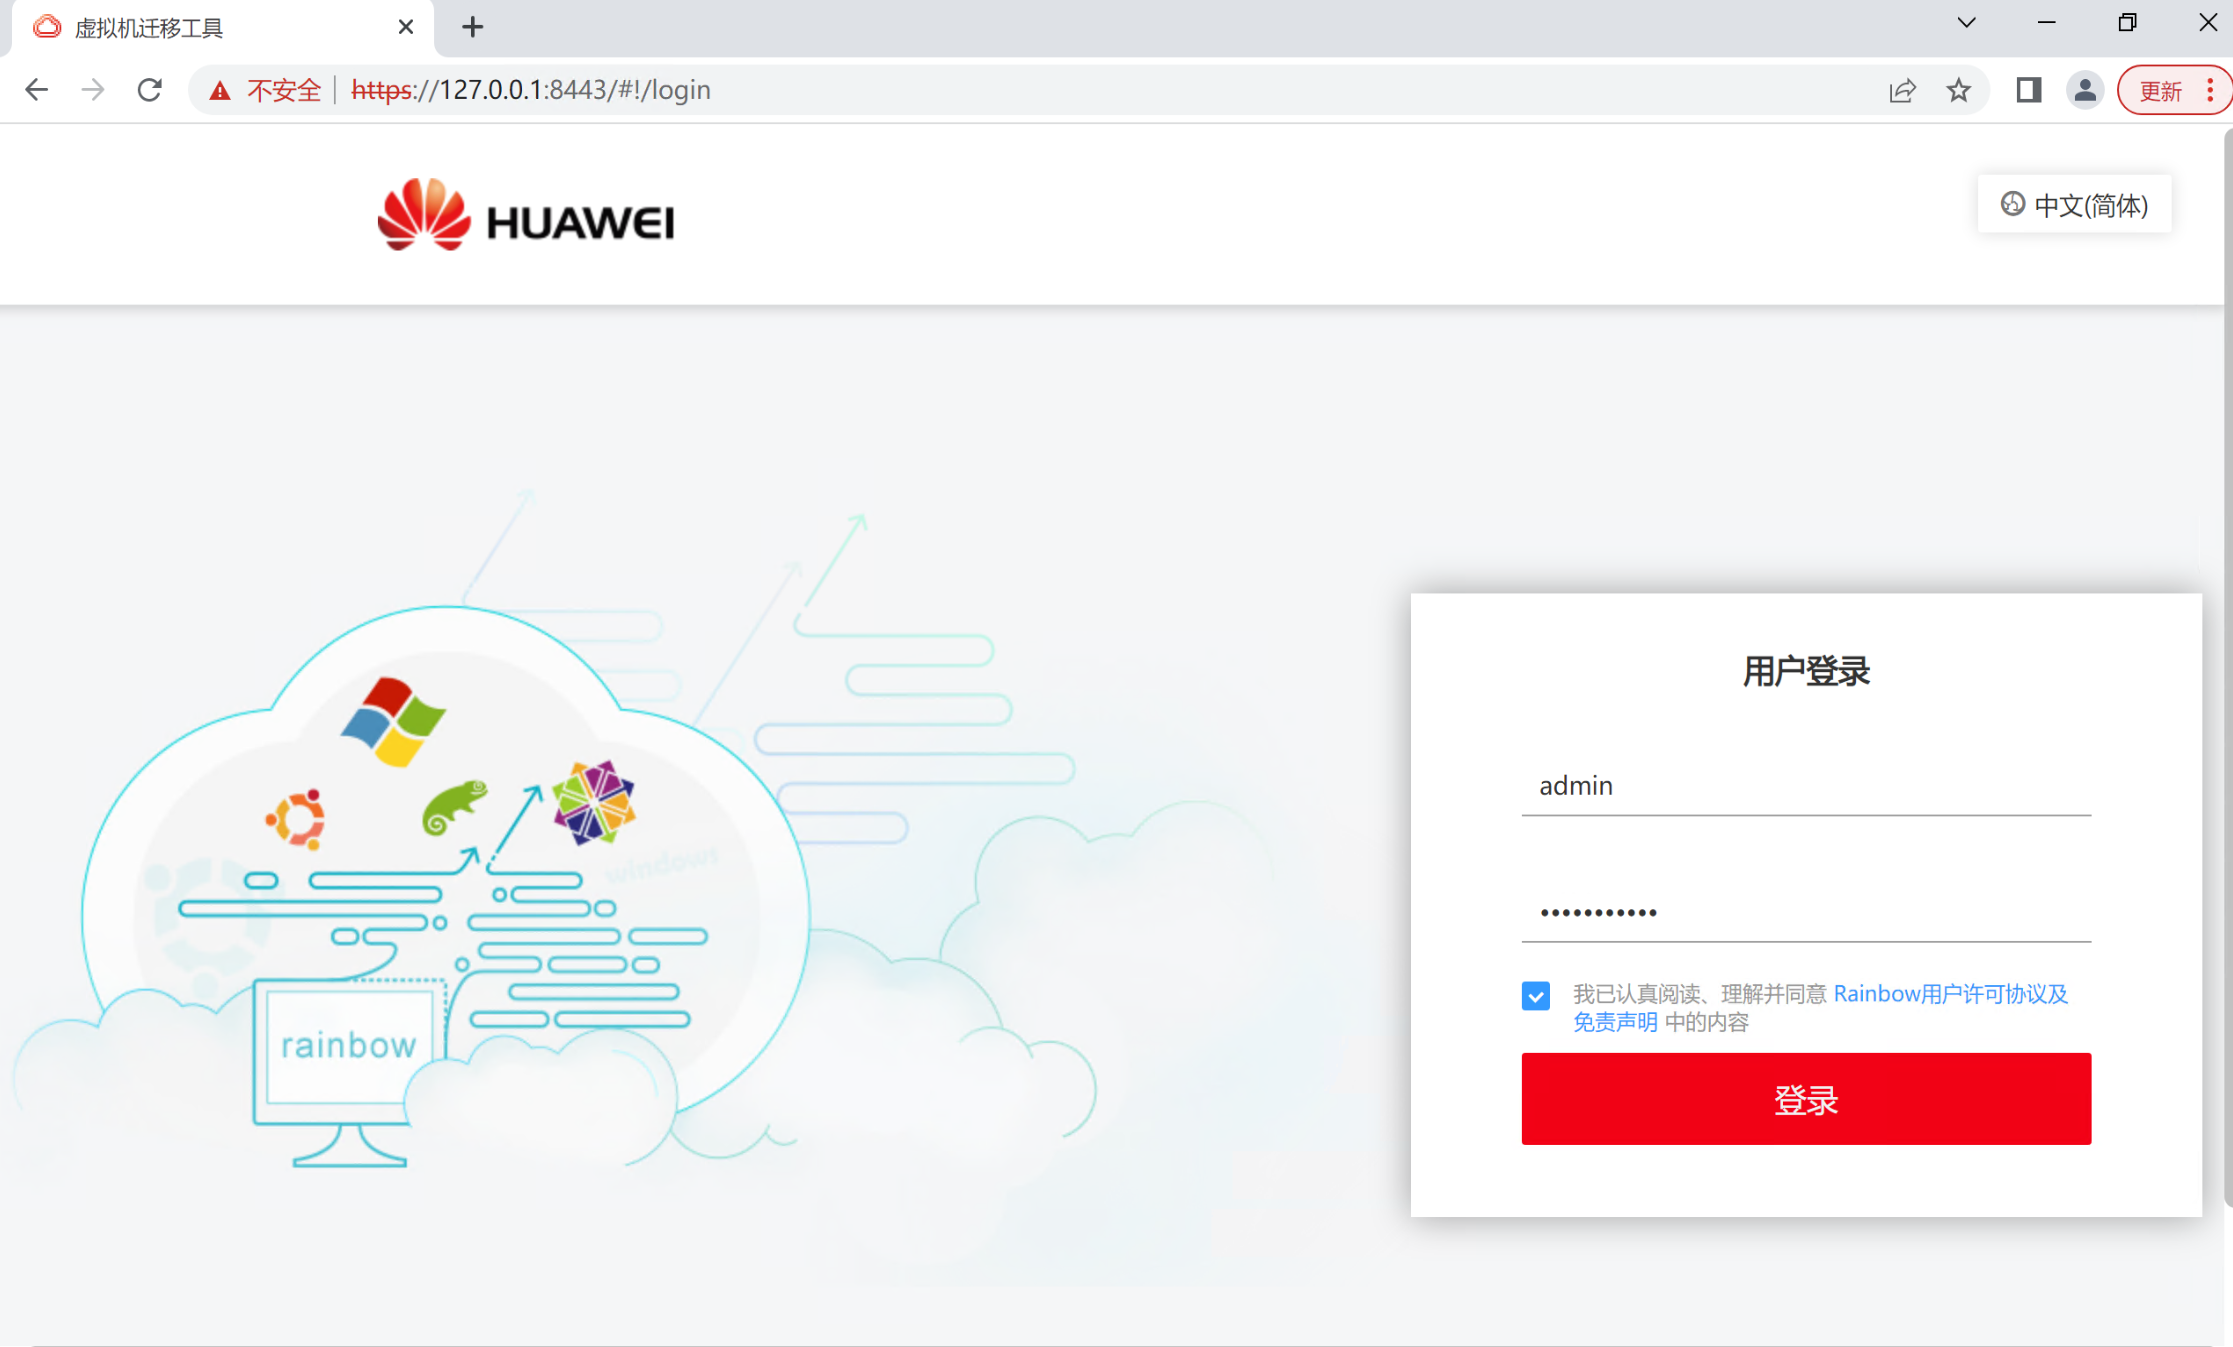 虚拟机迁移工具
不安全 https://127.0.0.1:8443/#!/login
更新
HUAWEI
中文(简体)
用户登录
admin
•••••••••••
我已认真阅读、理解并同意 Rainbow用户许可协议及
免责声明 中的内容
登录
windows
rainbow